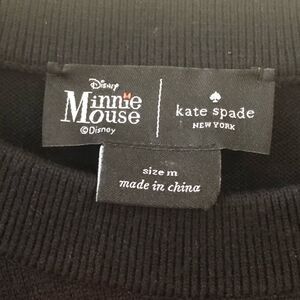 Disney
Minnie
Mouse
©Disney
kate spade
NEW YORK
size m
made in china